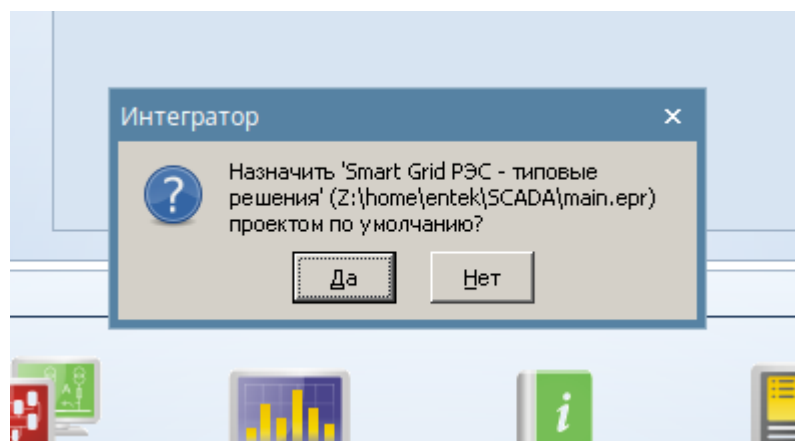 Интегратор
Назначить 'Smart Grid РЭС - типовые
решения' (Z:\home\entek\SCADA\main.epr)
проектом по умолчанию?
Да
Нет